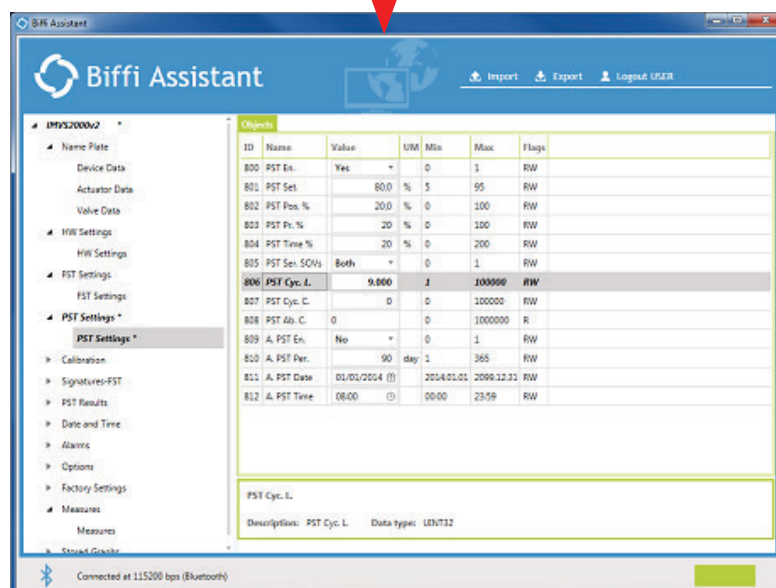 Biffi Assistant
Biffi Assistant
Import Export Logout USER
IMVS2000v2 *
Name Plate
Device Data
Actuator Data
Valve Data
HW Settings
HW Settings
FST Settings
FST Settings
PST Settings *
PST Settings *
Calibration
Signatures-FST
PST Results
Date and Time
Alarms
Options
Factory Settings
Measures
Measures
Stored Graphs
Objects
ID Name Value UM Min Max Flags
800 PST En. Yes 0 1 RW
801 PST Set. 80,0 % 5 95 RW
802 PST Pos. % 20,0 % 0 100 RW
803 PST Pr. % 20 % 0 100 RW
804 PST Time % 20 % 0 200 RW
805 PST Ser. SOVs Both 0 1 RW
806 PST Cyc. L. 9.000 1 100000 RW
807 PST Cyc. C. 0 0 100000 RW
808 PST Ab. C. 0 0 1000000 R
809 A. PST En. No 0 1 RW
810 A. PST Per. 90 day 1 365 RW
811 A. PST Date 01/01/2014 2014.01.01 2099.12.31 RW
812 A. PST Time 08:00 00:00 23:59 RW
PST Cyc. L.
Description: PST Cyc. L. Data type: UINT32
Connected at 115200 bps (Bluetooth)